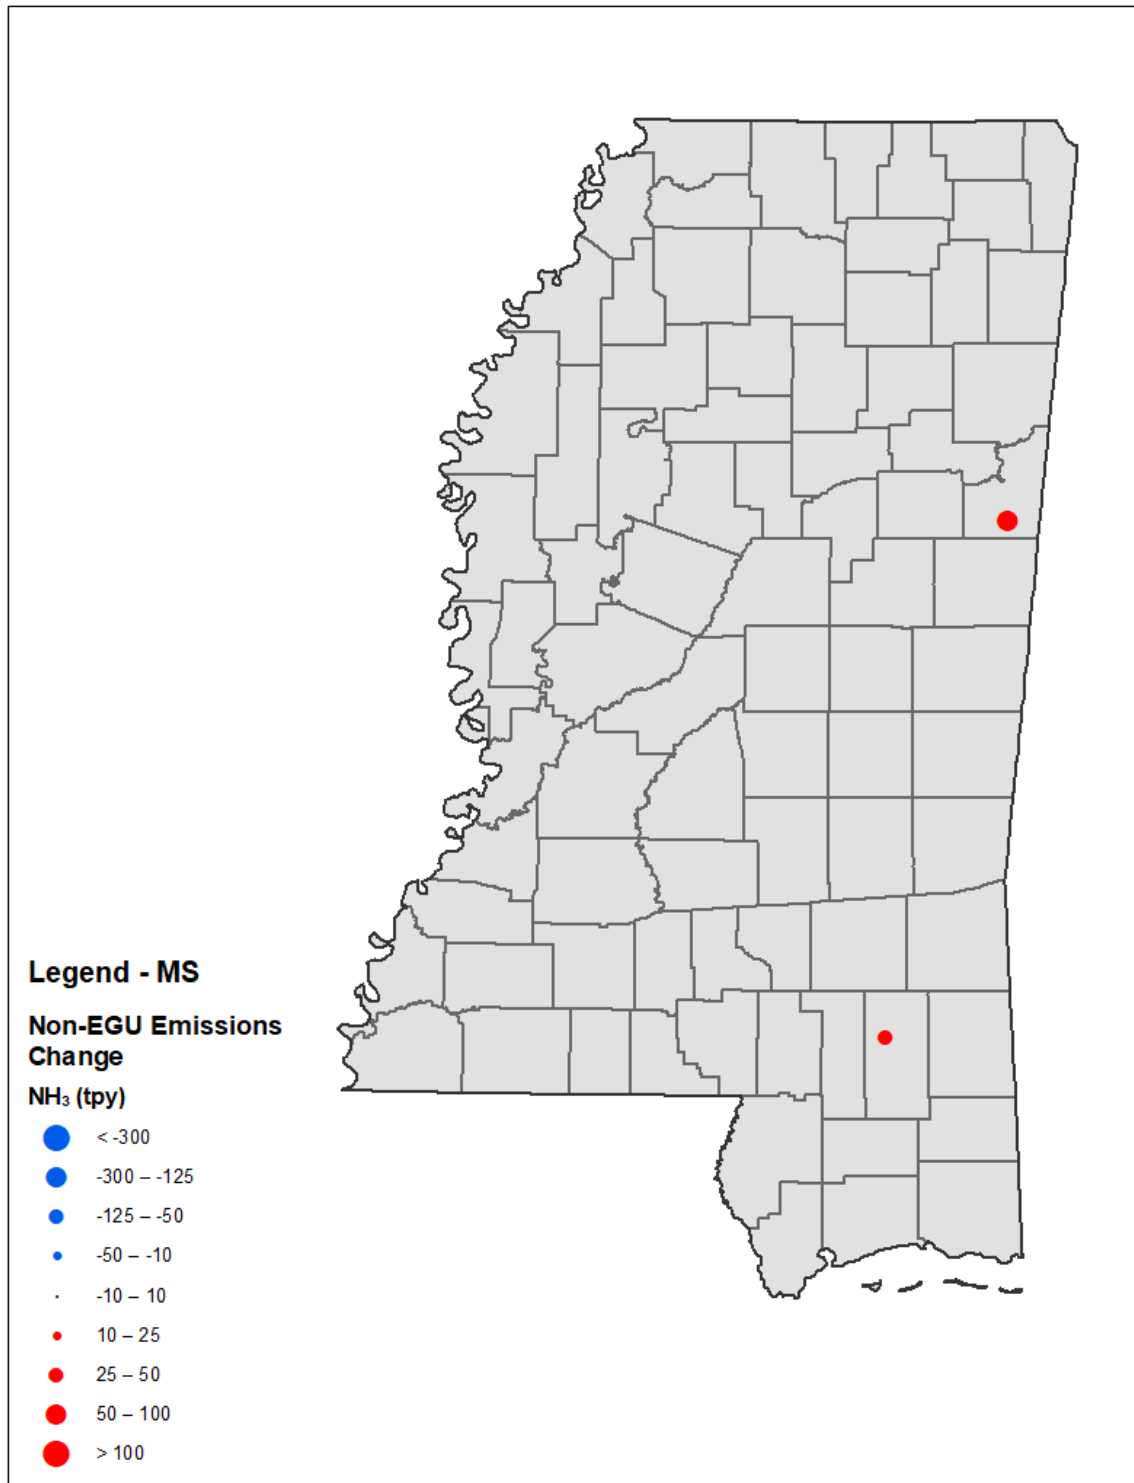 Legend - MS
Non-EGU Emissions
Change
NH₃ (tpy)
< -300
-300 – -125
-125 – -50
-50 – -10
-10 – 10
10 – 25
25 – 50
50 – 100
> 100